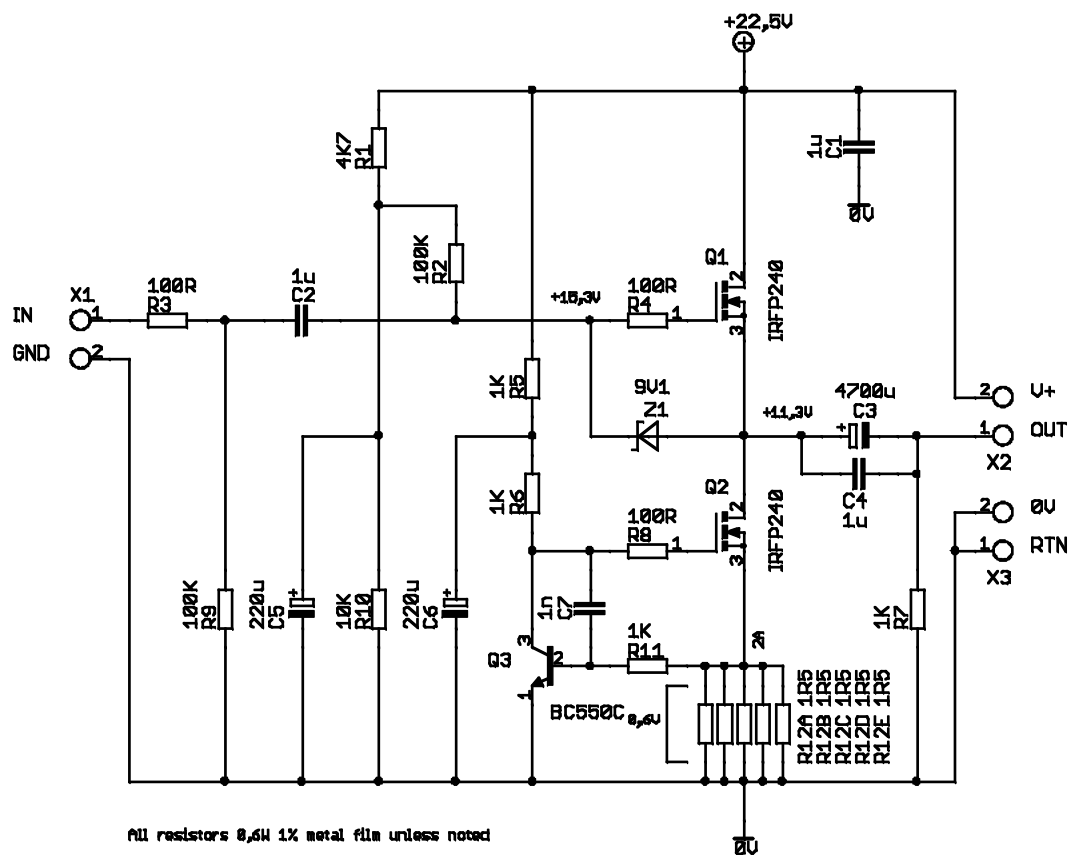 +22,5V
4K7
R1
1u
C1
0V
100K
R2
Q1
IRFP240
2
3
X1
IN
1
GND
2
100R
R3
1u
C2
+15,3V
100R
R4
1
1K
R5
9V1
Z1
+11,3V
4700u
C3
+
2
V+
1
OUT
X2
C4
1u
1K
R6
Q2
IRFP240
2
3
100R
R8
1
2
0V
1
RTN
X3
100K
R9
220u
C5
+
10K
R10
220u
C6
+
1n
C7
1K
R7
Q3
3
2
1
1K
R11
2A
BC550C
0,6V
R12A 1R5
R12B 1R5
R12C 1R5
R12D 1R5
R12E 1R5
All resistors 0,6W 1% metal film unless noted
0V